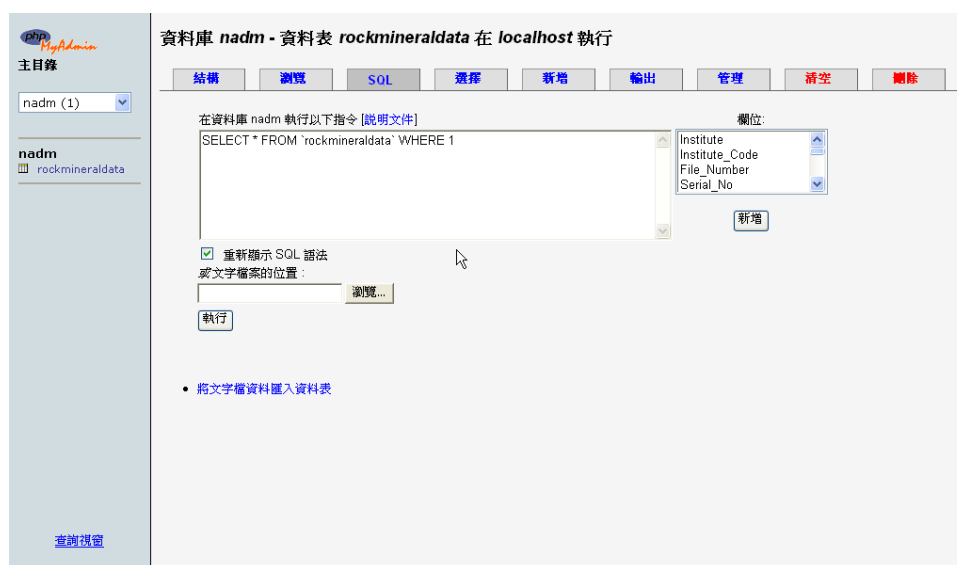 php
MyAdmin
主目錄
nadm (1)
nadm
rockmineraldata
查詢視窗
資料庫 nadm - 資料表 rockmineraldata 在 localhost 執行
結構 瀏覽 SQL 選擇 新增 輸出 管理 清空 刪除
在資料庫 nadm 執行以下指令 [說明文件]
SELECT * FROM `rockmineraldata` WHERE 1
欄位:
Institute
Institute_Code
File_Number
Serial_No
新增
重新顯示 SQL 語法
或文字檔案的位置 :
瀏覽...
執行
• 將文字檔資料匯入資料表